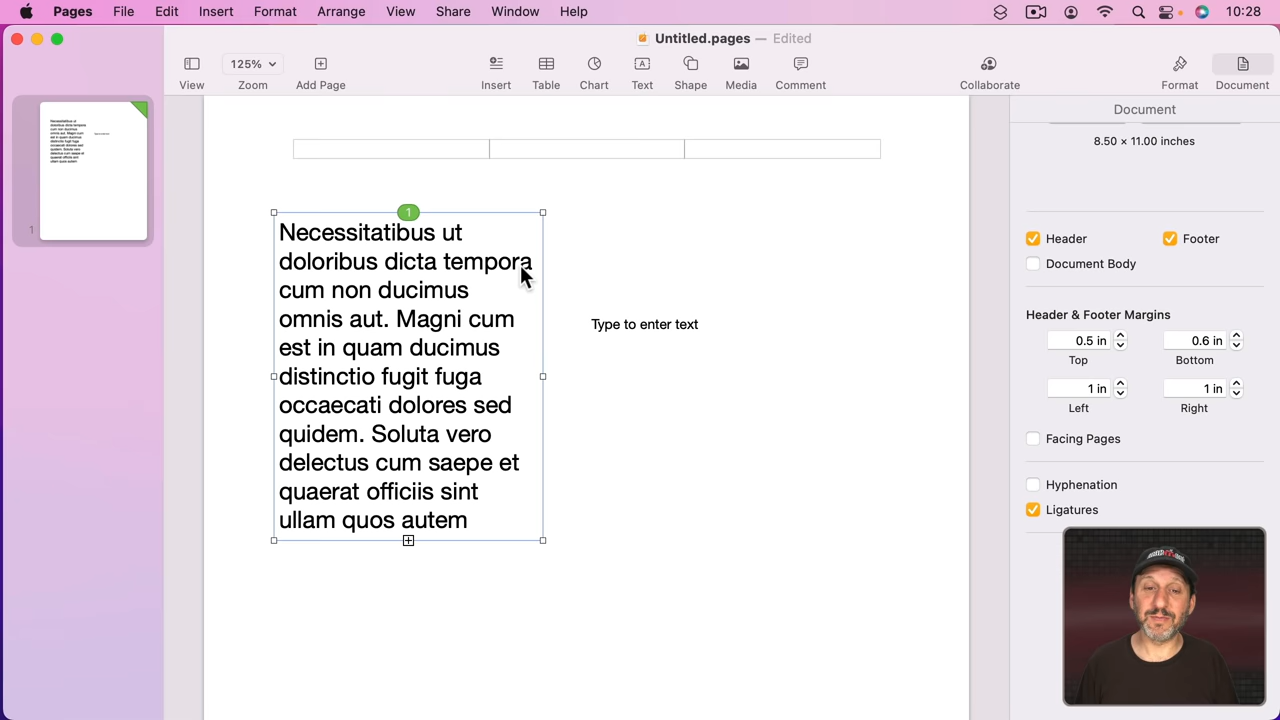 Pages File Edit Insert Format Arrange View Share Window Help 10:28
Untitled.pages — Edited
125%
View Zoom Add Page Insert Table Chart Text Shape Media Comment Collaborate Format Document
Document
8.50 × 11.00 inches
Header Footer
Document Body
Header & Footer Margins
0.5 in 0.6 in
Top Bottom
1 in 1 in
Left Right
Facing Pages
Hyphenation
Ligatures
1
1
Necessitatibus ut
doloribus dicta tempora
cum non ducimus
omnis aut. Magni cum
est in quam ducimus
distinctio fugit fuga
occaecati dolores sed
quidem. Soluta vero
delectus cum saepe et
quaerat officiis sint
ullam quos autem
Type to enter text